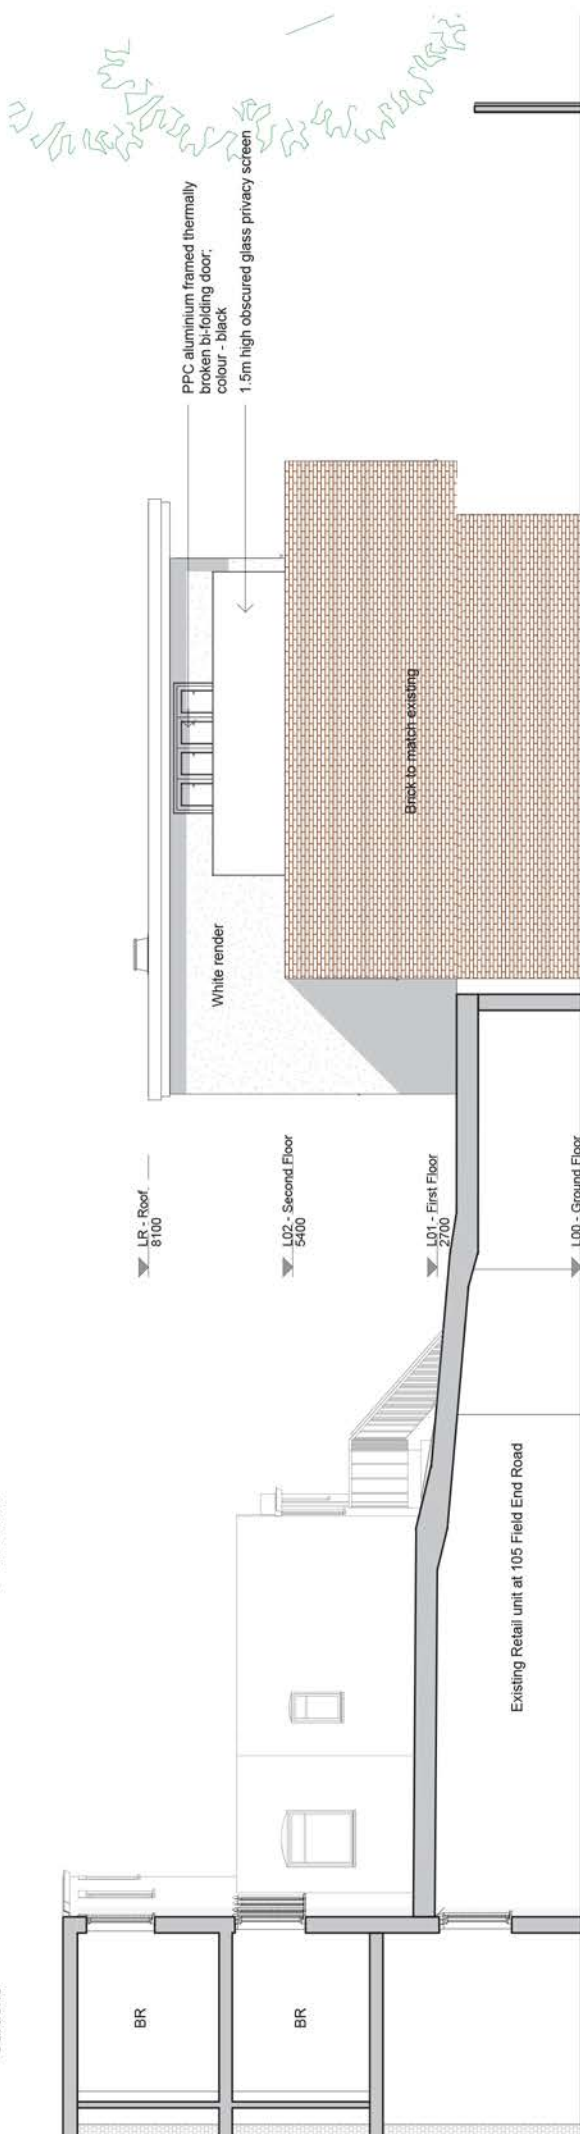 PPC aluminium framed thermally
broken bi-folding door;
colour - black
1.5m high obscured glass privacy screen
White render
Brick to match existing
LR - Roof
8100
L02 - Second Floor
5400
L01 - First Floor
2700
L00 - Ground Floor
Existing Retail unit at 105 Field End Road
BR
BR